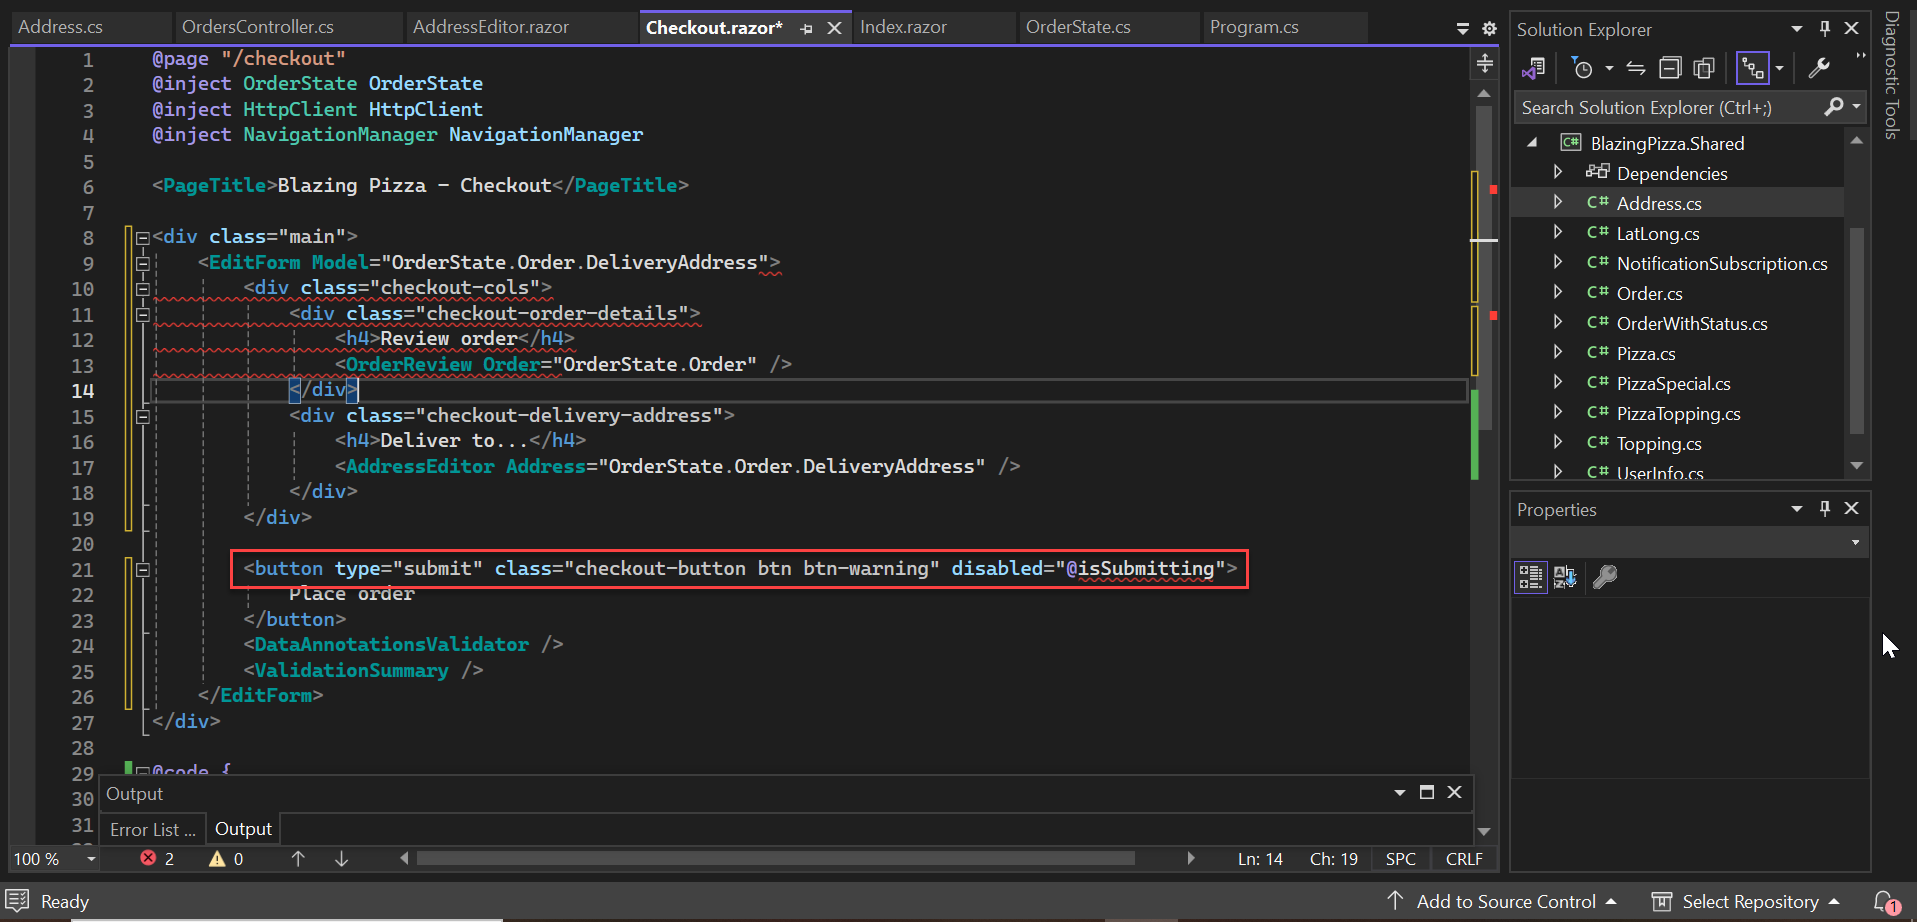 Address.cs OrdersController.cs AddressEditor.razor Checkout.razor* Index.razor OrderState.cs Program.cs
1 @page "/checkout"
2 @inject OrderState OrderState
3 @inject HttpClient HttpClient
4 @inject NavigationManager NavigationManager
5
6 <PageTitle>Blazing Pizza - Checkout</PageTitle>
7
8 <div class="main">
9 <EditForm Model="OrderState.Order.DeliveryAddress">
10 <div class="checkout-cols">
11 <div class="checkout-order-details">
12 <h4>Review order</h4>
13 <OrderReview Order="OrderState.Order" />
14 </div>
15 <div class="checkout-delivery-address">
16 <h4>Deliver to...</h4>
17 <AddressEditor Address="OrderState.Order.DeliveryAddress" />
18 </div>
19 </div>
20
21 <button type="submit" class="checkout-button btn btn-warning" disabled="@isSubmitting">
22 Place order
23 </button>
24 <DataAnnotationsValidator />
25 <ValidationSummary />
26 </EditForm>
27 </div>
28
29 @code {
30
31
Output
Error List ... Output
100 % 2 0 Ln: 14 Ch: 19 SPC CRLF
Ready Add to Source Control Select Repository 1
Solution Explorer
Search Solution Explorer (Ctrl+;)
C# BlazingPizza.Shared
Dependencies
C# Address.cs
C# LatLong.cs
C# NotificationSubscription.cs
C# Order.cs
C# OrderWithStatus.cs
C# Pizza.cs
C# PizzaSpecial.cs
C# PizzaTopping.cs
C# Topping.cs
C# UserInfo.cs
Properties
Diagnostic Tools